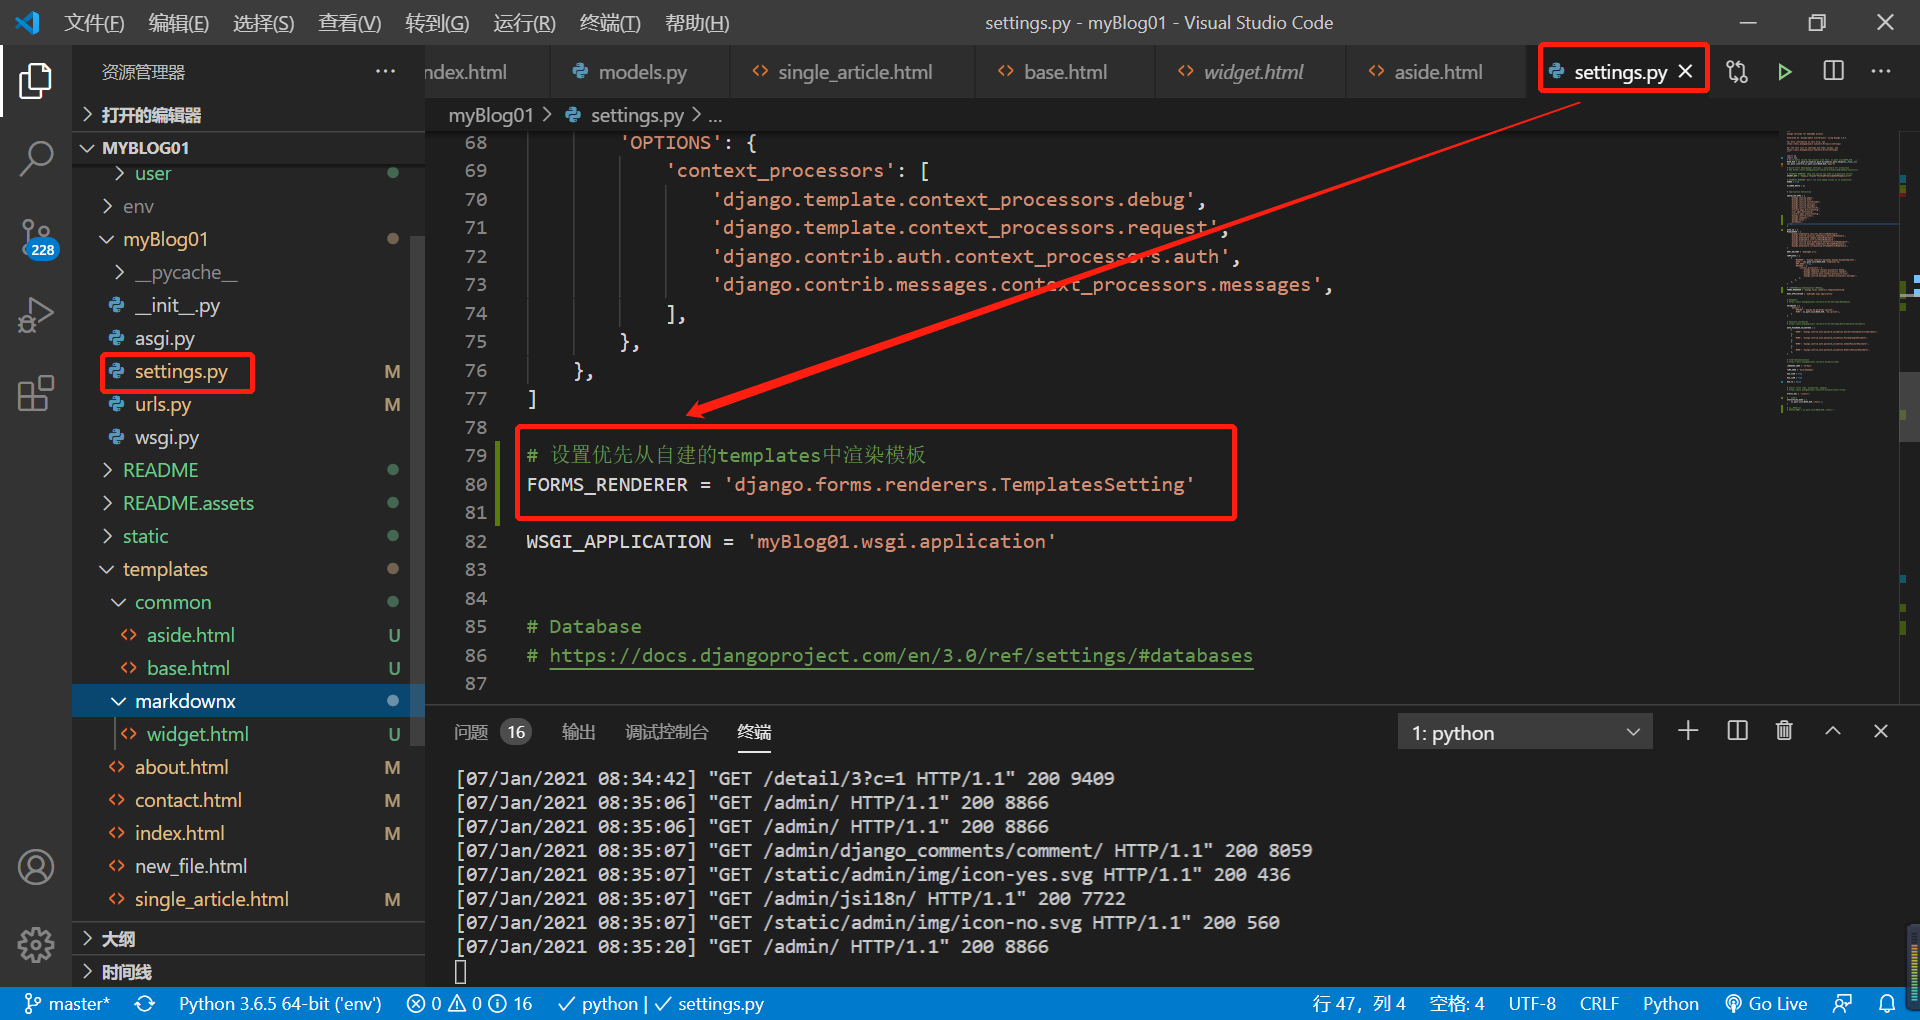 文件(F) 编辑(E) 选择(S) 查看(V) 转到(G) 运行(R) 终端(T) 帮助(H) settings.py - myBlog01 - Visual Studio Code
资源管理器 ···
打开的编辑器
MYBLOG01
user
env
myBlog01
__pycache__
__init__.py
asgi.py
settings.py M
urls.py M
wsgi.py
README
README.assets
static
templates
common
aside.html U
base.html U
markdownx
widget.html U
about.html M
contact.html M
index.html M
new_file.html
single_article.html M
大纲
时间线
228
ndex.html models.py single_article.html base.html widget.html aside.html settings.py
myBlog01 > settings.py > ...
68 'OPTIONS': {
69 'context_processors': [
70 'django.template.context_processors.debug',
71 'django.template.context_processors.request',
72 'django.contrib.auth.context_processors.auth',
73 'django.contrib.messages.context_processors.messages',
74 ],
75 },
76 },
77 ]
78
79 # 设置优先从自建的templates中渲染模板
80 FORMS_RENDERER = 'django.forms.renderers.TemplatesSetting'
81
82 WSGI_APPLICATION = 'myBlog01.wsgi.application'
83
84
85 # Database
86 # https://docs.djangoproject.com/en/3.0/ref/settings/#databases
87
问题 16 输出 调试控制台 终端 1: python
[07/Jan/2021 08:34:42] "GET /detail/3?c=1 HTTP/1.1" 200 9409
[07/Jan/2021 08:35:06] "GET /admin/ HTTP/1.1" 200 8866
[07/Jan/2021 08:35:06] "GET /admin/ HTTP/1.1" 200 8866
[07/Jan/2021 08:35:07] "GET /admin/django_comments/comment/ HTTP/1.1" 200 8059
[07/Jan/2021 08:35:07] "GET /static/admin/img/icon-yes.svg HTTP/1.1" 200 436
[07/Jan/2021 08:35:07] "GET /admin/jsi18n/ HTTP/1.1" 200 7722
[07/Jan/2021 08:35:07] "GET /static/admin/img/icon-no.svg HTTP/1.1" 200 560
[07/Jan/2021 08:35:20] "GET /admin/ HTTP/1.1" 200 8866
master* Python 3.6.5 64-bit ('env') 0 0 16 python | settings.py 行 47，列 4 空格: 4 UTF-8 CRLF Python Go Live